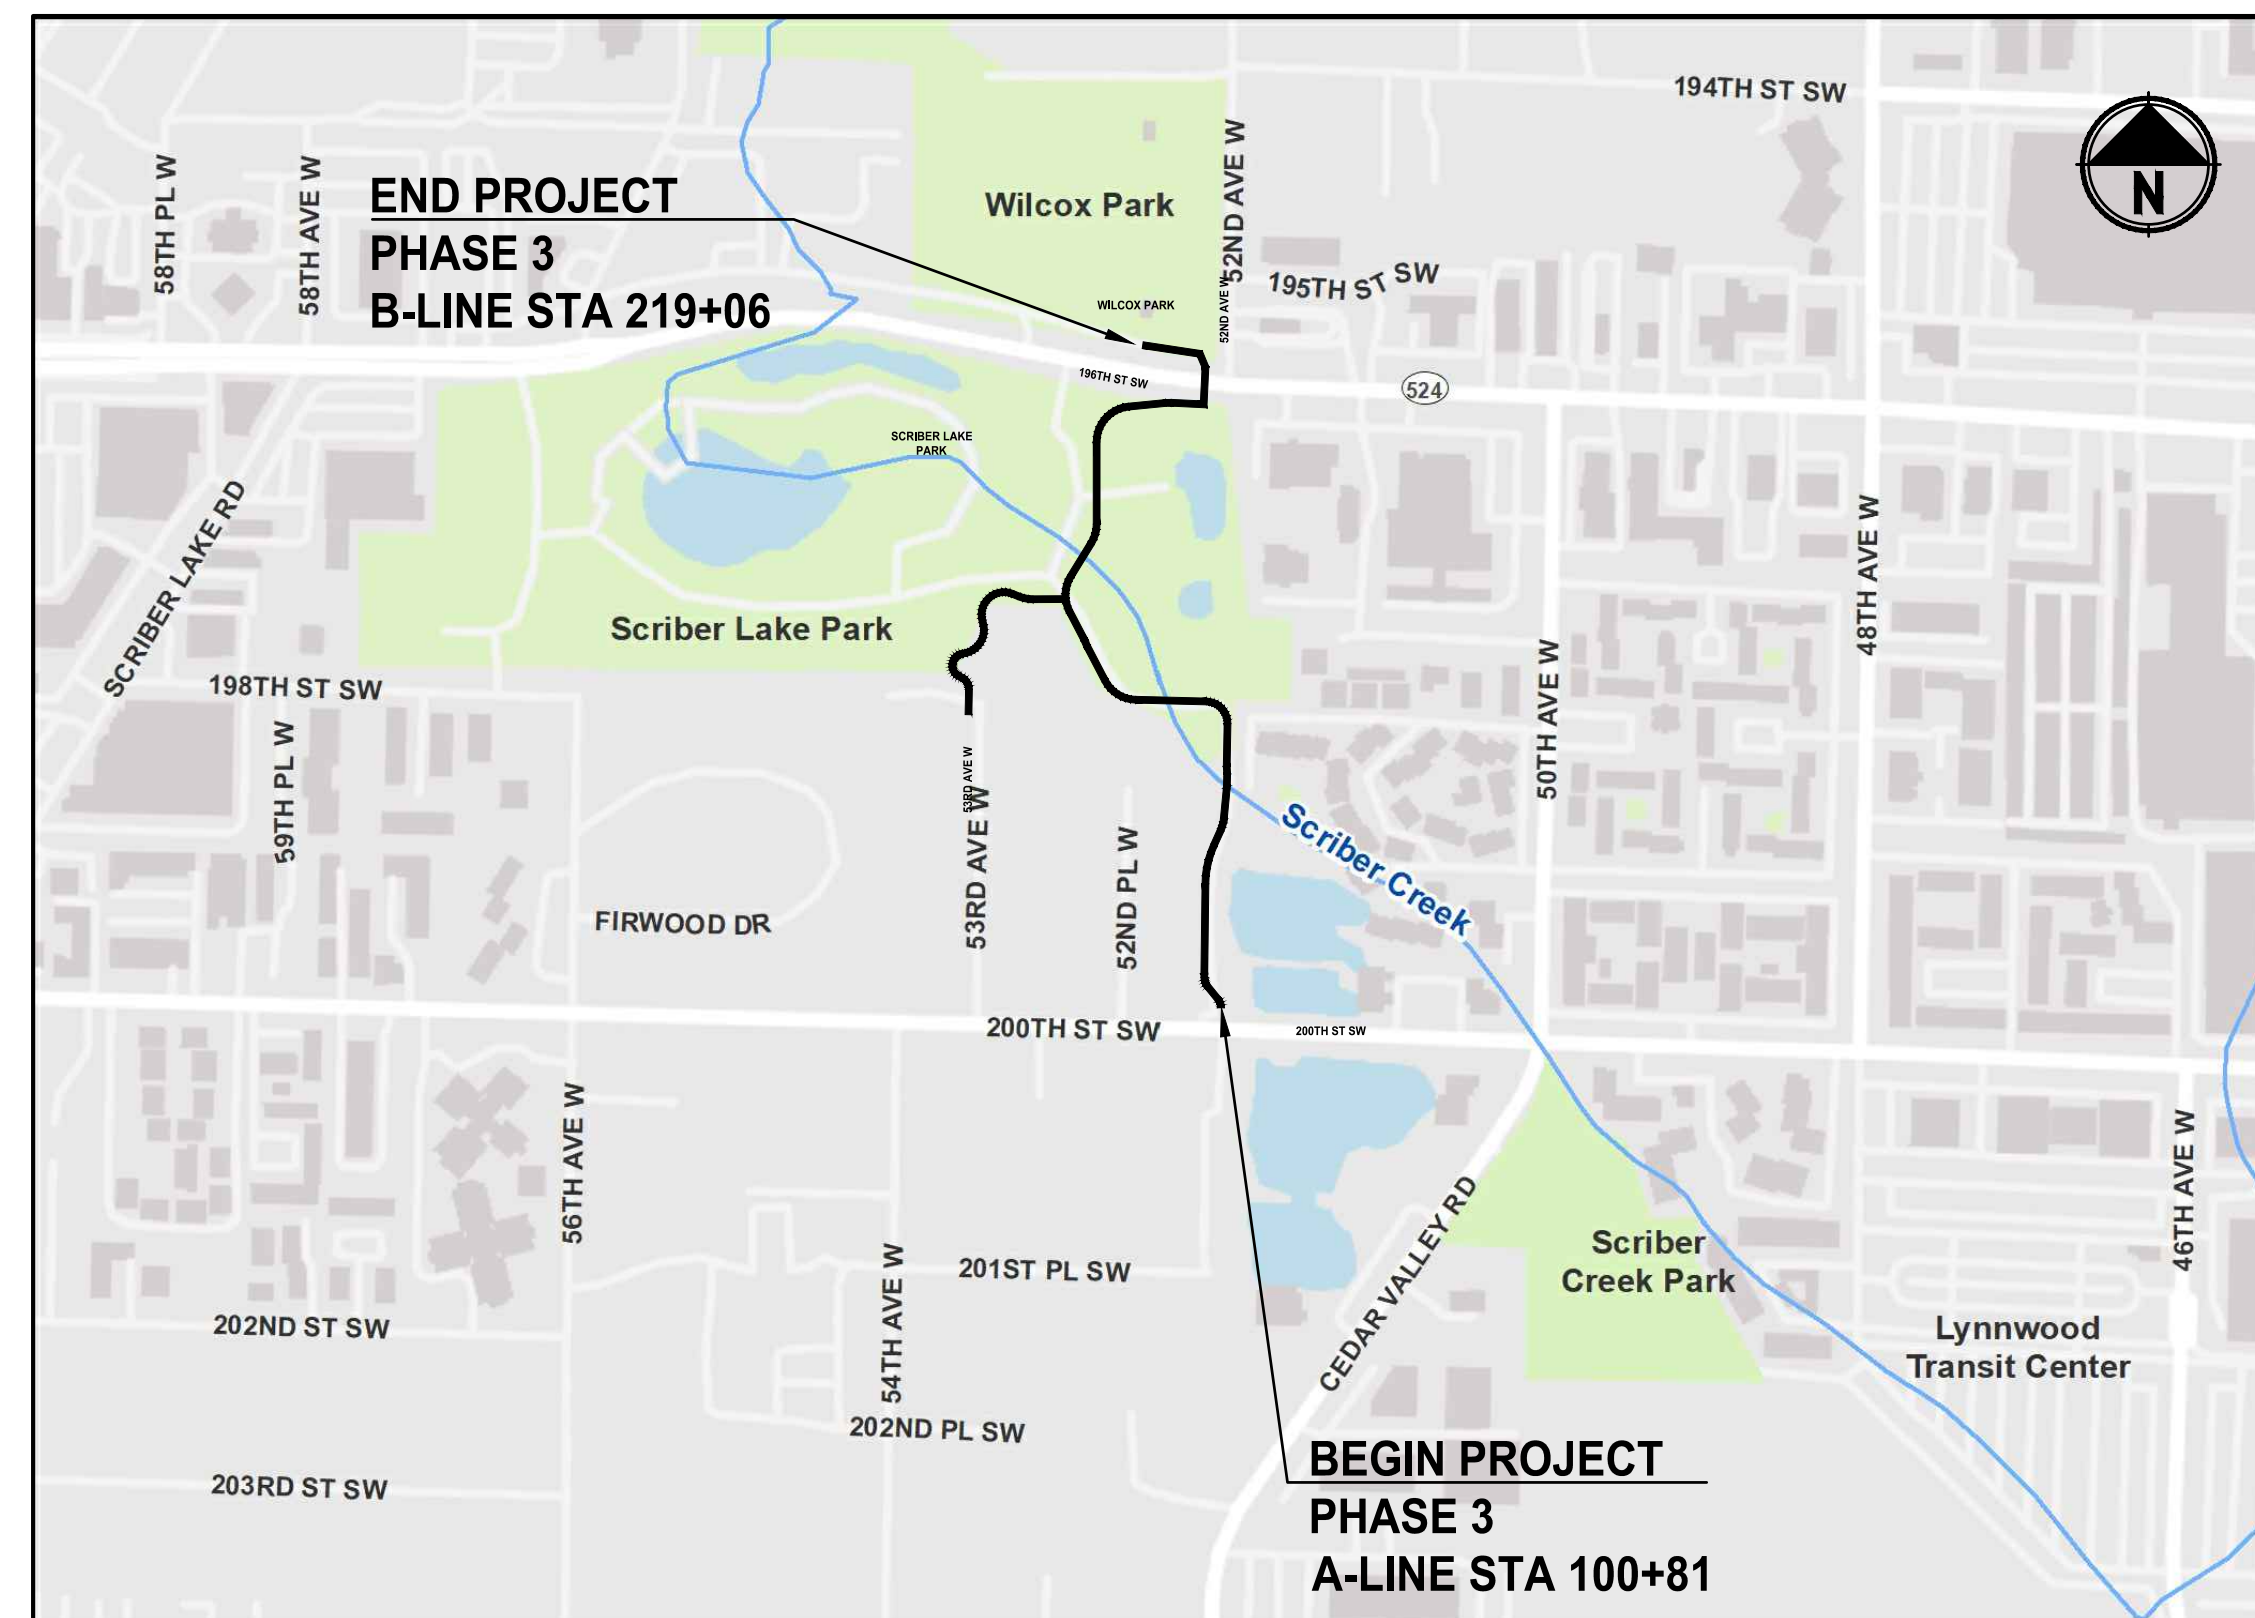 194TH ST SW
N
58TH PL W
58TH AVE W
END PROJECT
PHASE 3
B-LINE STA 219+06
Wilcox Park
52ND AVE W
195TH ST SW
WILCOX PARK
52ND AVE W
196TH ST SW
524
SCRIBER LAKE
PARK
SCRIBER LAKE RD
48TH AVE W
Scriber Lake Park
198TH ST SW
50TH AVE W
59TH PL W
53RD AVE W
53RD AVE W
52ND PL W
Scriber Creek
FIRWOOD DR
200TH ST SW
200TH ST SW
56TH AVE W
46TH AVE W
CEDAR VALLEY RD
Scriber
Creek Park
54TH AVE W
201ST PL SW
202ND ST SW
Lynnwood
Transit Center
202ND PL SW
203RD ST SW
BEGIN PROJECT
PHASE 3
A-LINE STA 100+81